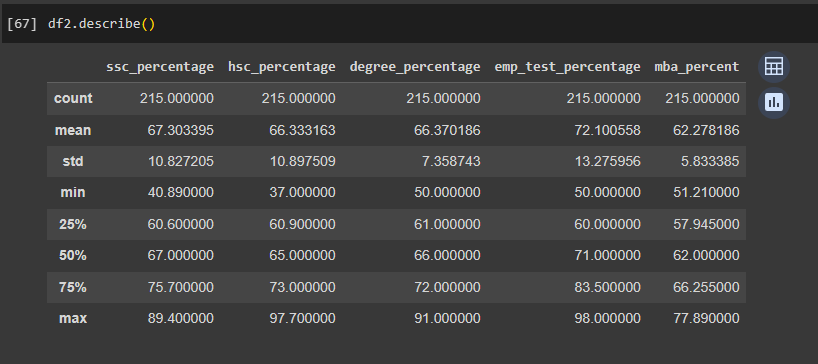 [67] df2.describe()
ssc_percentage hsc_percentage degree_percentage emp_test_percentage mba_percent
count 215.000000 215.000000 215.000000 215.000000 215.000000
mean 67.303395 66.333163 66.370186 72.100558 62.278186
std 10.827205 10.897509 7.358743 13.275956 5.833385
min 40.890000 37.000000 50.000000 50.000000 51.210000
25% 60.600000 60.900000 61.000000 60.000000 57.945000
50% 67.000000 65.000000 66.000000 71.000000 62.000000
75% 75.700000 73.000000 72.000000 83.500000 66.255000
max 89.400000 97.700000 91.000000 98.000000 77.890000